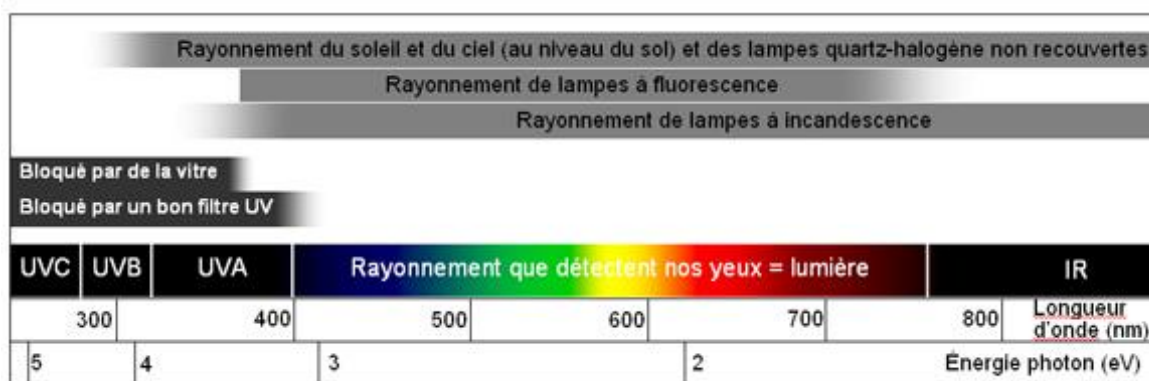 Rayonnement du soleil et du ciel (au niveau du sol) et des lampes quartz-halogène non recouvertes
Rayonnement de lampes à fluorescence
Rayonnement de lampes à incandescence
Bloqué par de la vitre
Bloqué par un bon filtre UV
UVC UVB UVA Rayonnement que détectent nos yeux = lumière IR
300 400 500 600 700 800 Longueur
d'onde (nm)
5 4 3 2 Énergie photon (eV)